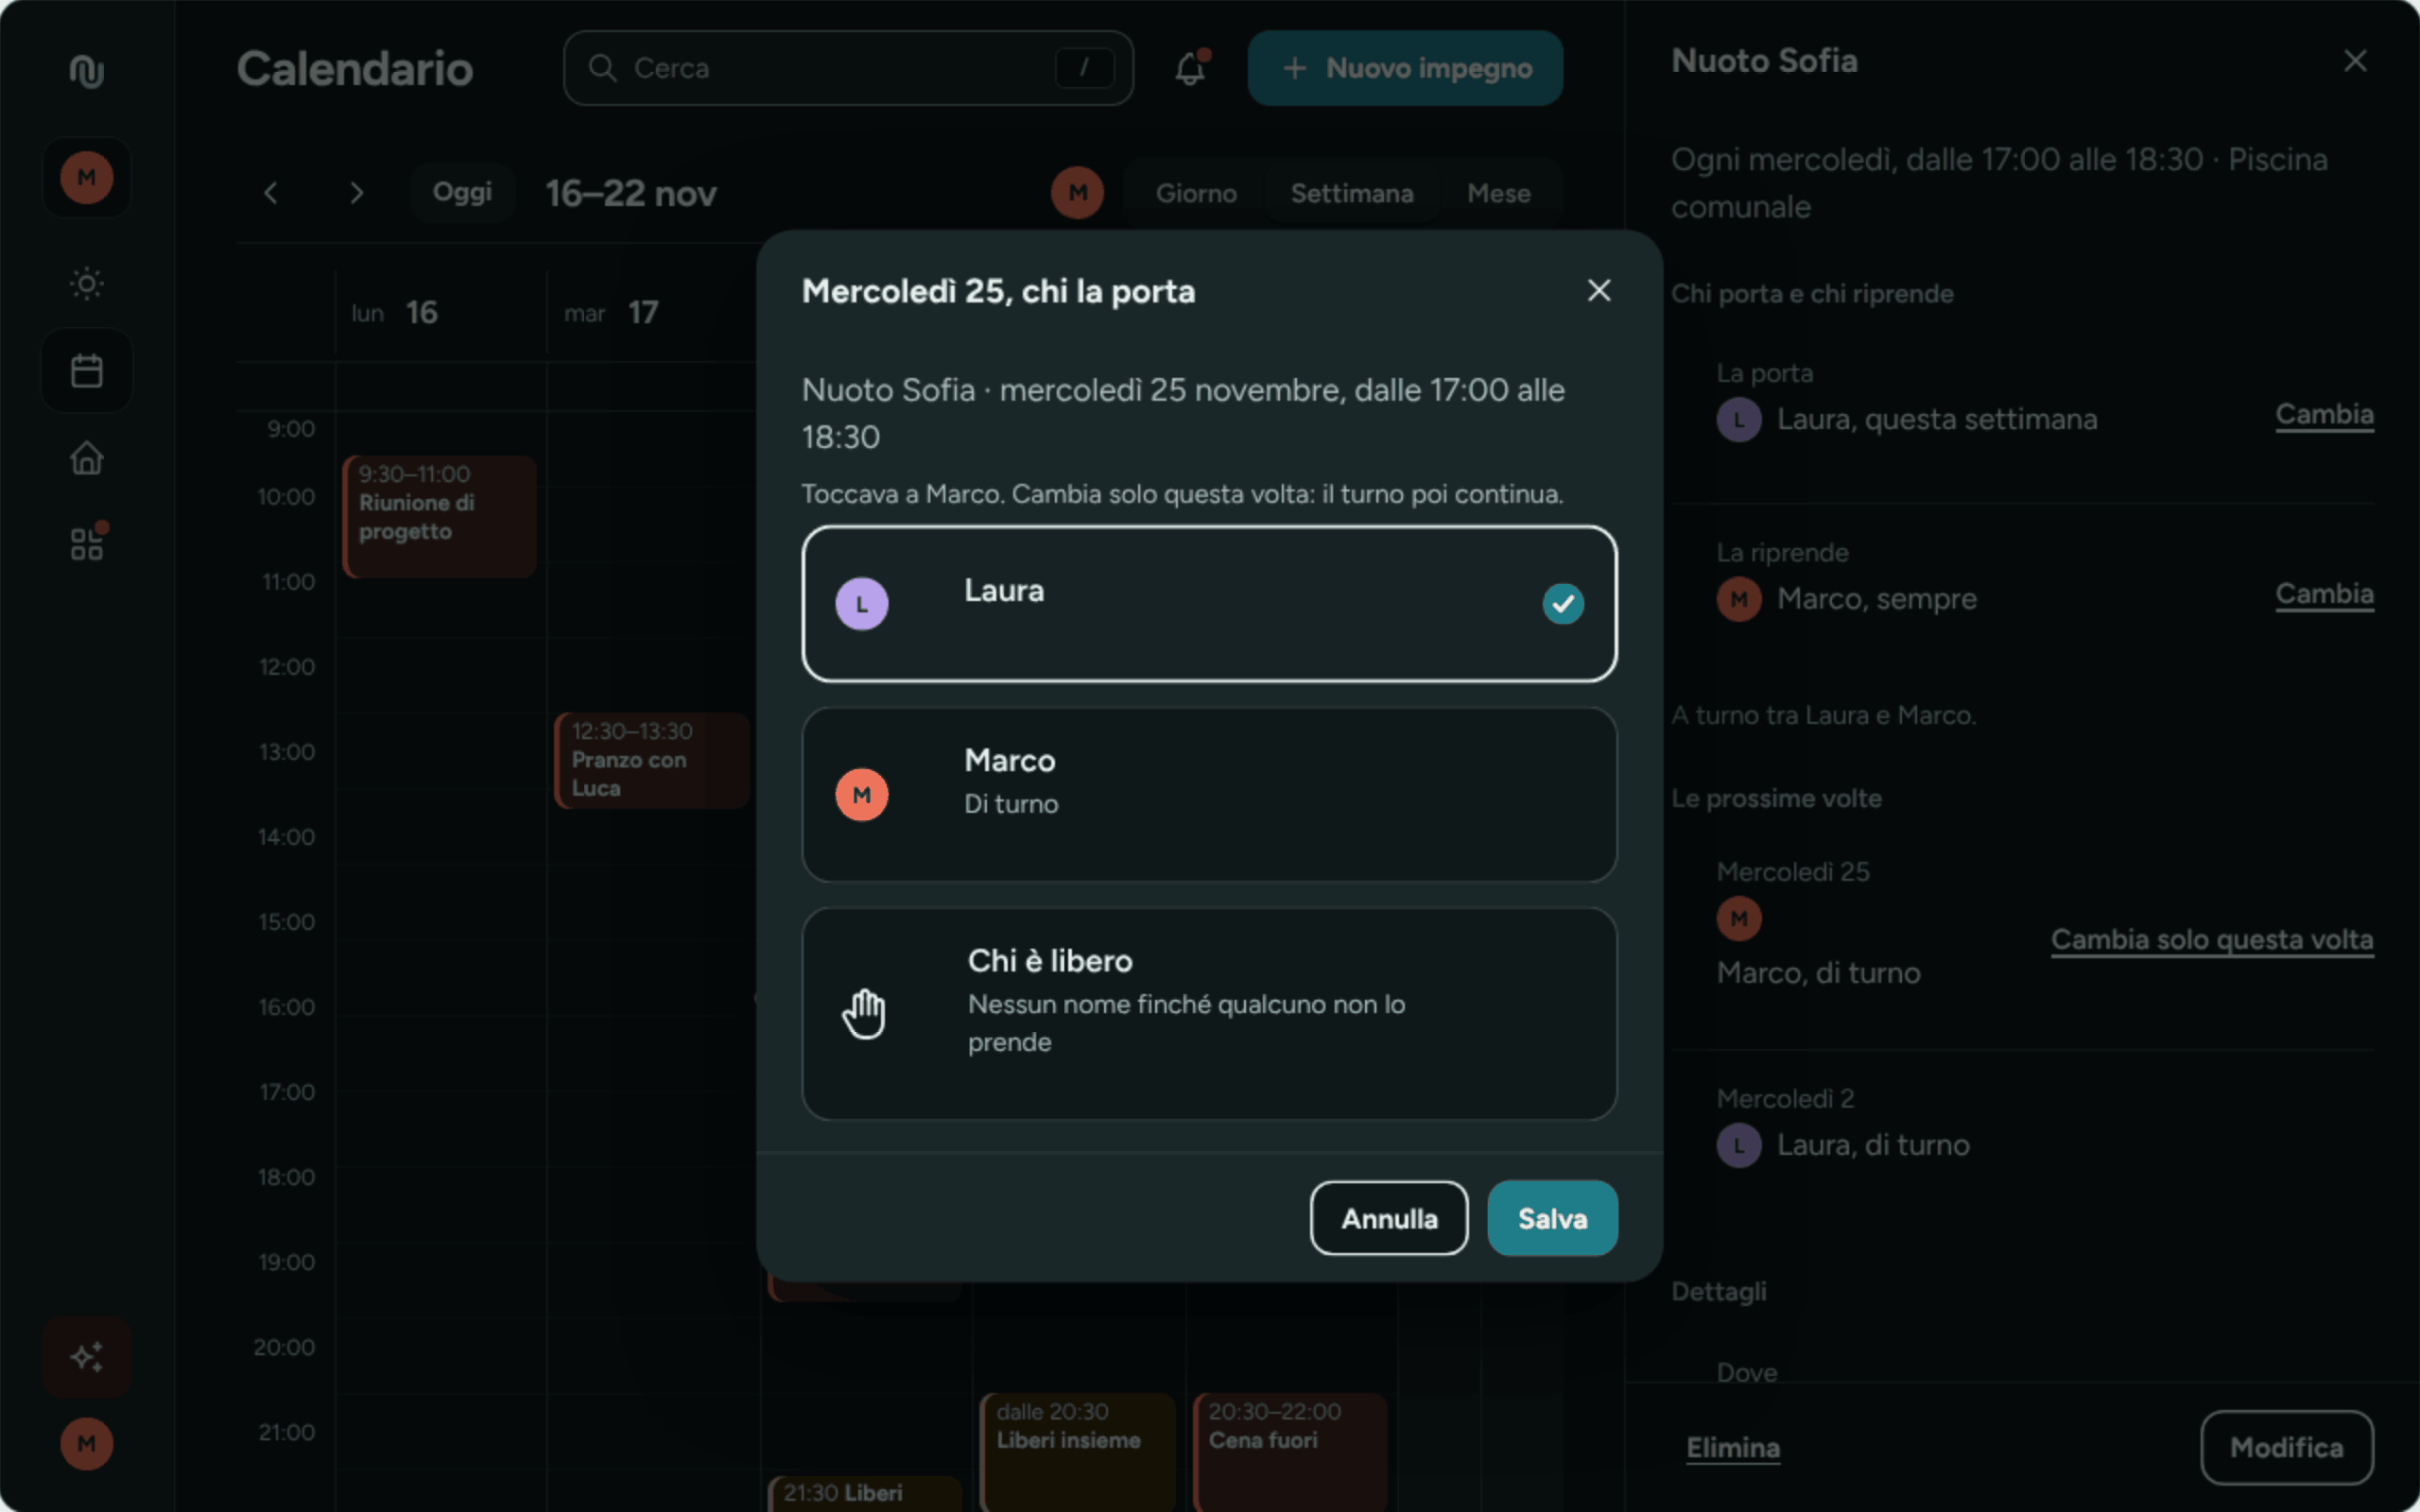 Calendario
Cerca
/
+ Nuovo impegno
M
Oggi
16–22 nov
M
Giorno
Settimana
Mese
lun 16
mar 17
9:00
10:00
11:00
12:00
13:00
14:00
15:00
16:00
17:00
18:00
19:00
20:00
21:00
9:30–11:00
Riunione di
progetto
12:30–13:30
Pranzo con
Luca
dalle 20:30
Liberi insieme
20:30–22:00
Cena fuori
21:30 Liberi
M
Mercoledì 25, chi la porta
Nuoto Sofia · mercoledì 25 novembre, dalle 17:00 alle
18:30
Toccava a Marco. Cambia solo questa volta: il turno poi continua.
L
Laura
M
Marco
Di turno
Chi è libero
Nessun nome finché qualcuno non lo
prende
Annulla
Salva
Nuoto Sofia
Ogni mercoledì, dalle 17:00 alle 18:30 · Piscina
comunale
Chi porta e chi riprende
La porta
L Laura, questa settimana
Cambia
La riprende
M Marco, sempre
Cambia
A turno tra Laura e Marco.
Le prossime volte
Mercoledì 25
M
Marco, di turno
Cambia solo questa volta
Mercoledì 2
L Laura, di turno
Dettagli
Dove
Elimina
Modifica